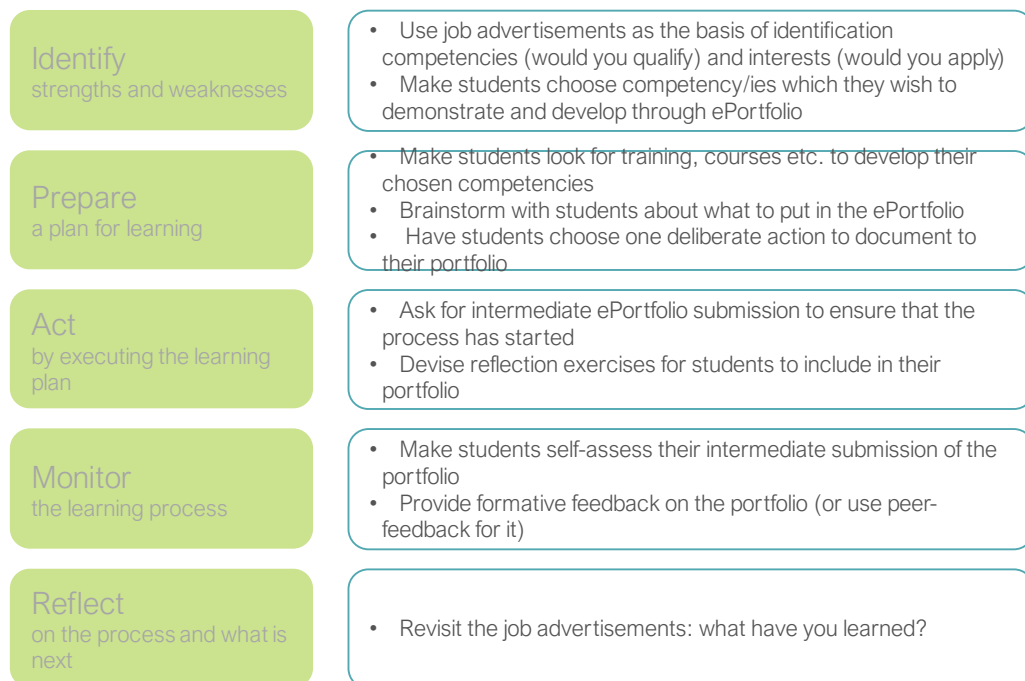 Identify
strengths and weaknesses
• Use job advertisements as the basis of identification
competencies (would you qualify) and interests (would you apply)
• Make students choose competency/ies which they wish to
demonstrate and develop through ePortfolio
Prepare
a plan for learning
• Make students look for training, courses etc. to develop their
chosen competencies
• Brainstorm with students about what to put in the ePortfolio
• Have students choose one deliberate action to document to
their portfolio
Act
by executing the learning
plan
• Ask for intermediate ePortfolio submission to ensure that the
process has started
• Devise reflection exercises for students to include in their
portfolio
Monitor
the learning process
• Make students self-assess their intermediate submission of the
portfolio
• Provide formative feedback on the portfolio (or use peer-
feedback for it)
Reflect
on the process and what is
next
• Revisit the job advertisements: what have you learned?